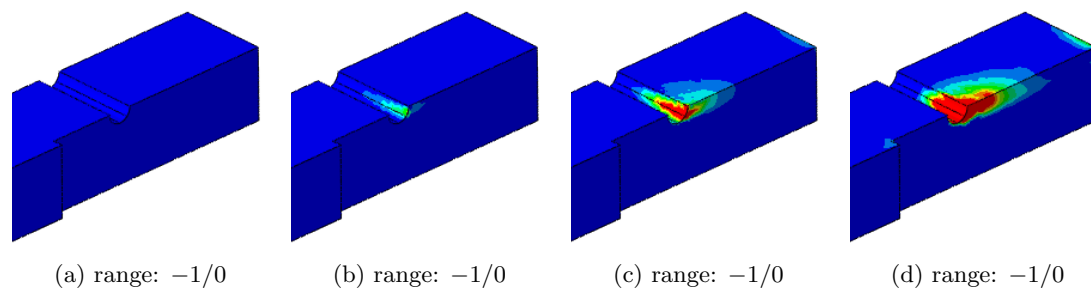 (a) range: −1/0
(b) range: −1/0
(c) range: −1/0
(d) range: −1/0